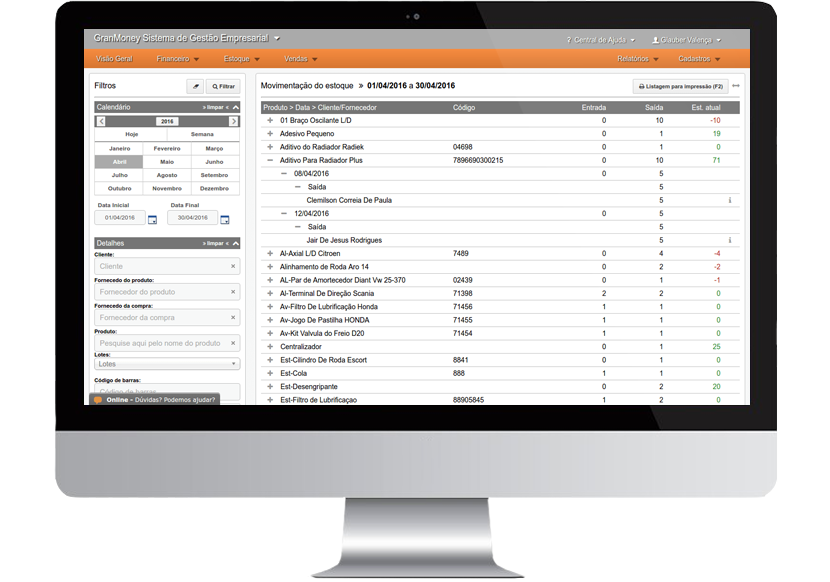 GranMoney Sistema de Gestão Empresarial
? Central de Ajuda
Glauber Valença
Visão Geral Financeiro Estoque Vendas Relatórios Cadastros
Filtros
Filtrar
Calendário » limpar «
2016
Hoje Semana
Janeiro Fevereiro Março
Abril Maio Junho
Julho Agosto Setembro
Outubro Novembro Dezembro
Data Inicial Data Final
01/04/2016 30/04/2016
Detalhes » limpar «
Cliente:
Cliente ×
Fornecedo do produto:
Fornecedor do produto ×
Fornecedo da compra:
Fornecedor da compra ×
Produto:
Pesquise aqui pelo nome do produto ×
Lotes:
Lotes
Código de barras:
Código de barras
Online - Dúvidas? Podemos ajudar?
Movimentação do estoque » 01/04/2016 a 30/04/2016
Listagem para impressão (F2)
Produto > Data > Cliente/Fornecedor Código Entrada Saída Est. atual
+ 01 Braço Oscilante L/D 0 10 -10
+ Adesivo Pequeno 0 1 19
+ Aditivo do Radiador Radiek 04698 0 1 0
− Aditivo Para Radiador Plus 7896690300215 0 10 71
− 08/04/2016 0 5
− Saída 5
Clemilson Correia De Paula 5
− 12/04/2016 0 5
− Saída 5
Jair De Jesus Rodrigues 5
+ Al-Axial L/D Citroen 7489 0 4 -4
+ Alinhamento de Roda Aro 14 0 2 -2
+ AL-Par de Amortecedor Diant Vw 25-370 02439 0 1 -1
+ Al-Terminal De Direção Scania 71398 2 2 0
+ Av-Filtro De Lubrificação Honda 71456 1 1 0
+ Av-Jogo De Pastilha HONDA 71455 1 1 0
+ Av-Kit Valvula do Freio D20 71454 1 1 0
+ Centralizador 0 1 25
+ Est-Cilindro De Roda Escort 8841 0 1 0
+ Est-Cola 888 1 1 0
+ Est-Desengripante 0 2 20
+ Est-Filtro de Lubrificaçao 88905845 1 2 0